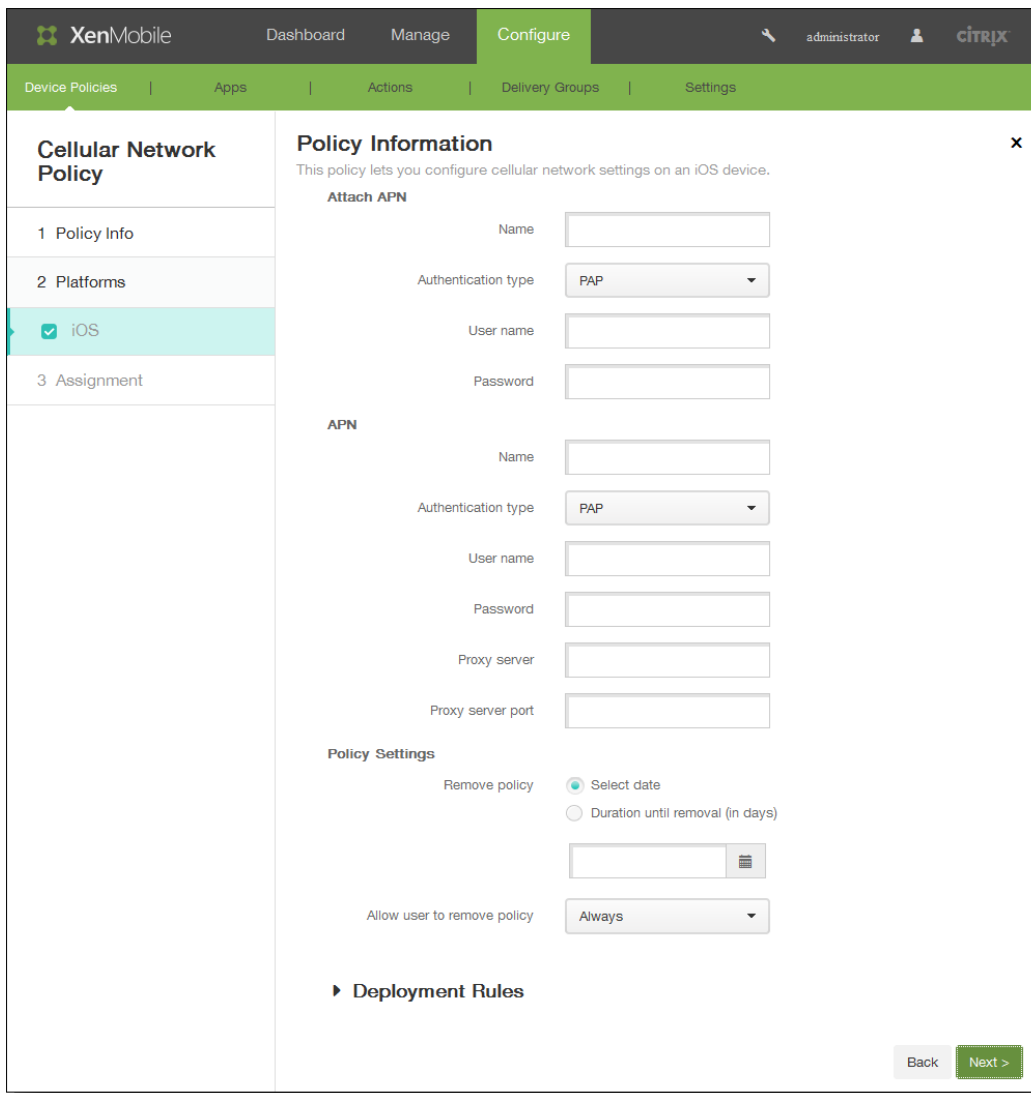 XenMobile Dashboard Manage Configure administrator CİTRIX
Device Policies | Apps | Actions | Delivery Groups | Settings
Cellular Network
Policy
1 Policy Info
2 Platforms
iOS
3 Assignment
Policy Information x
This policy lets you configure cellular network settings on an iOS device.
Attach APN
Name
Authentication type PAP
User name
Password
APN
Name
Authentication type PAP
User name
Password
Proxy server
Proxy server port
Policy Settings
Remove policy Select date
Duration until removal (in days)
Allow user to remove policy Always
Deployment Rules
Back Next >